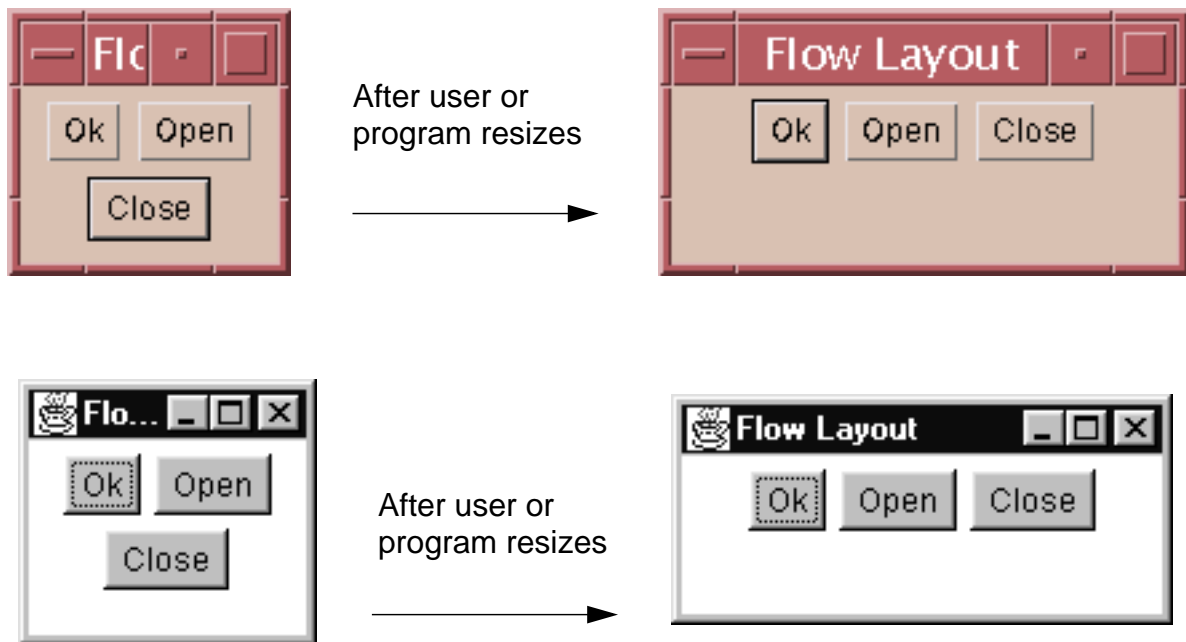 Flc
Ok Open
Close
After user or
program resizes
Flow Layout
Ok Open Close
Flo...
Ok Open
Close
After user or
program resizes
Flow Layout
Ok Open Close